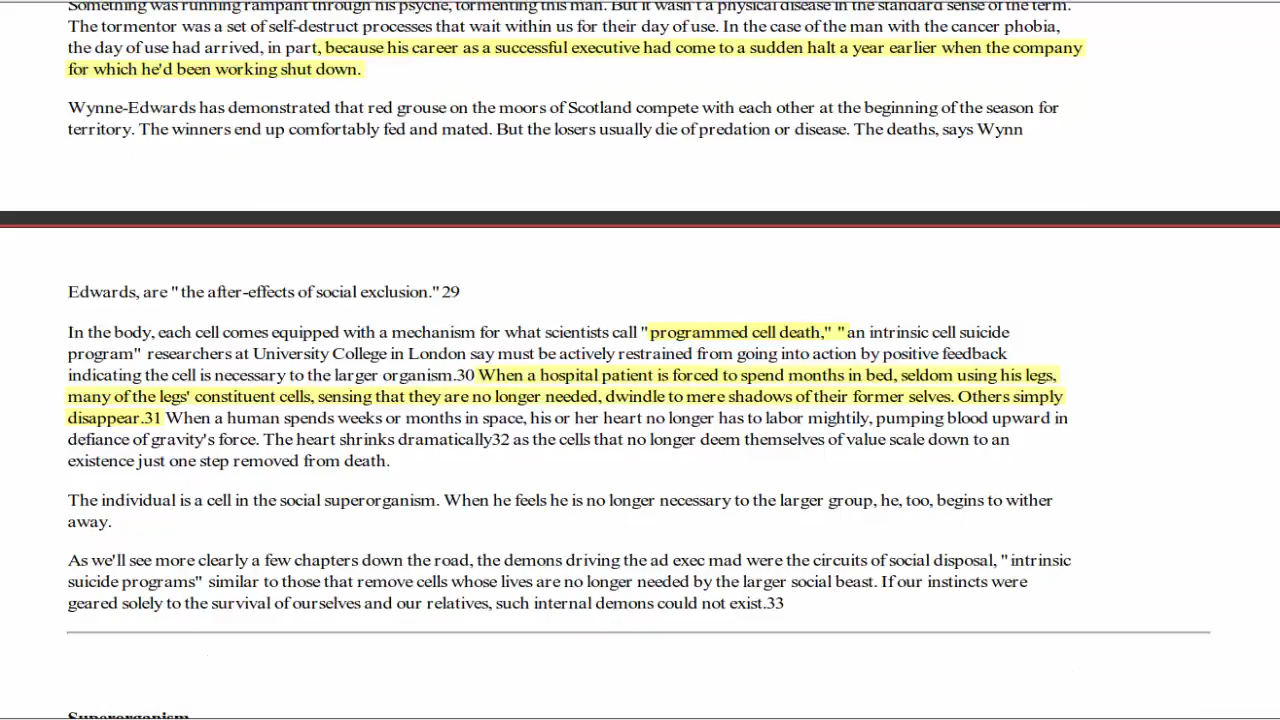 Something was running rampant through his psyche, tormenting this man. But it wasn't a physical disease in the standard sense of the term.
The tormentor was a set of self-destruct processes that wait within us for their day of use. In the case of the man with the cancer phobia,
the day of use had arrived, in part, because his career as a successful executive had come to a sudden halt a year earlier when the company
for which he'd been working shut down.
Wynne-Edwards has demonstrated that red grouse on the moors of Scotland compete with each other at the beginning of the season for
territory. The winners end up comfortably fed and mated. But the losers usually die of predation or disease. The deaths, says Wynn
Edwards, are "the after-effects of social exclusion."29
In the body, each cell comes equipped with a mechanism for what scientists call "programmed cell death," "an intrinsic cell suicide
program" researchers at University College in London say must be actively restrained from going into action by positive feedback
indicating the cell is necessary to the larger organism.30 When a hospital patient is forced to spend months in bed, seldom using his legs,
many of the legs' constituent cells, sensing that they are no longer needed, dwindle to mere shadows of their former selves. Others simply
disappear.31 When a human spends weeks or months in space, his or her heart no longer has to labor mightily, pumping blood upward in
defiance of gravity's force. The heart shrinks dramatically32 as the cells that no longer deem themselves of value scale down to an
existence just one step removed from death.
The individual is a cell in the social superorganism. When he feels he is no longer necessary to the larger group, he, too, begins to wither
away.
As we'll see more clearly a few chapters down the road, the demons driving the ad exec mad were the circuits of social disposal, "intrinsic
suicide programs" similar to those that remove cells whose lives are no longer needed by the larger social beast. If our instincts were
geared solely to the survival of ourselves and our relatives, such internal demons could not exist.33
Superorganism